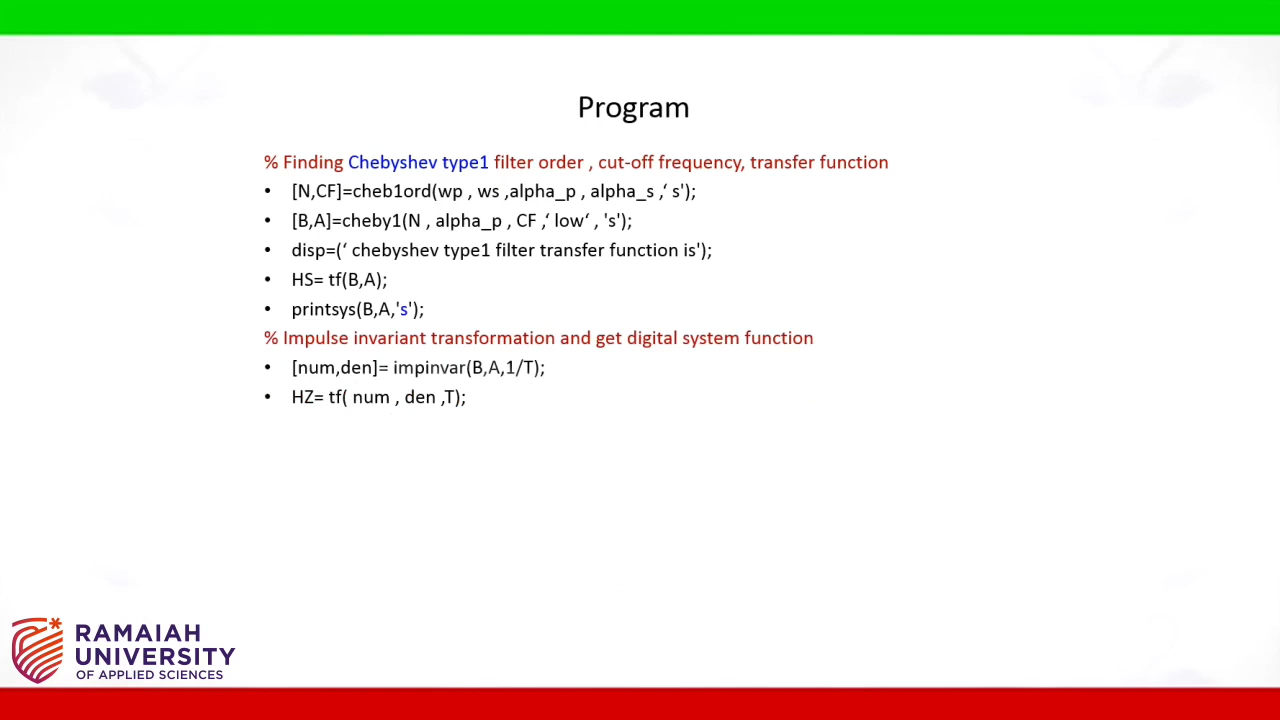 Program
% Finding Chebyshev type1 filter order , cut-off frequency, transfer function
• [N,CF]=cheb1ord(wp , ws ,alpha_p , alpha_s ,‘ s');
• [B,A]=cheby1(N , alpha_p , CF ,‘ low‘ , 's');
• disp=(‘ chebyshev type1 filter transfer function is');
• HS= tf(B,A);
• printsys(B,A,'s');
% Impulse invariant transformation and get digital system function
• [num,den]= impinvar(B,A,1/T);
• HZ= tf( num , den ,T);
RAMAIAH
UNIVERSITY
OF APPLIED SCIENCES